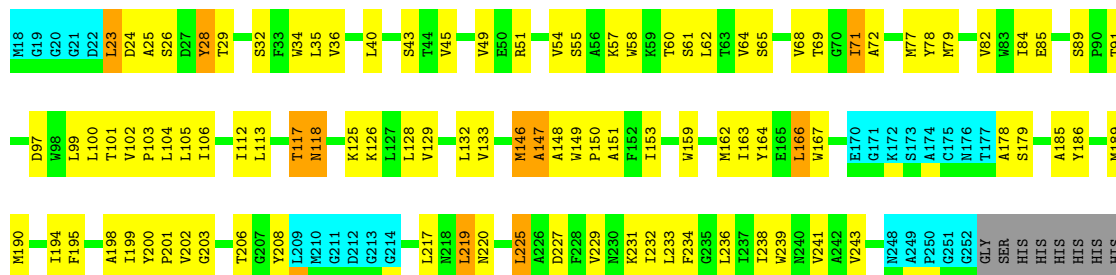 M18 G19 G20 G21 D22 L23 D24 A25 S26 D27 Y28 T29 S32 F33 W34 L35 V36 L40 S43 T44 V45 V49 E50 R51 V54 S55 A56 K57 W58 K59 T60 S61 L62 T63 V64 S65 V68 T69 G70 I71 A72 M77 Y78 M79 V82 W83 I84 E85 S89 P90 T91
D97 W98 L99 L100 T101 V102 P103 L104 L105 I106 I112 L113 T117 N118 K125 K126 L127 L128 V129 L132 V133 M146 A147 A148 W149 P150 A151 F152 I153 W159 M162 I163 Y164 E165 L166 W167 E170 G171 K172 S173 A174 C175 N176 T177 A178 S179 A185 Y186 M189
M190 I194 F195 A198 I199 Y200 P201 V202 G203 T206 G207 Y208 L209 M210 G211 D212 G213 G214 L217 N218 L219 N220 L225 A226 D227 F228 V229 N230 K231 I232 L233 F234 G235 L236 I237 I238 W239 N240 V241 A242 V243 N248 A249 P250 G251 G252 GLY SER HIS HIS HIS HIS HIS HIS